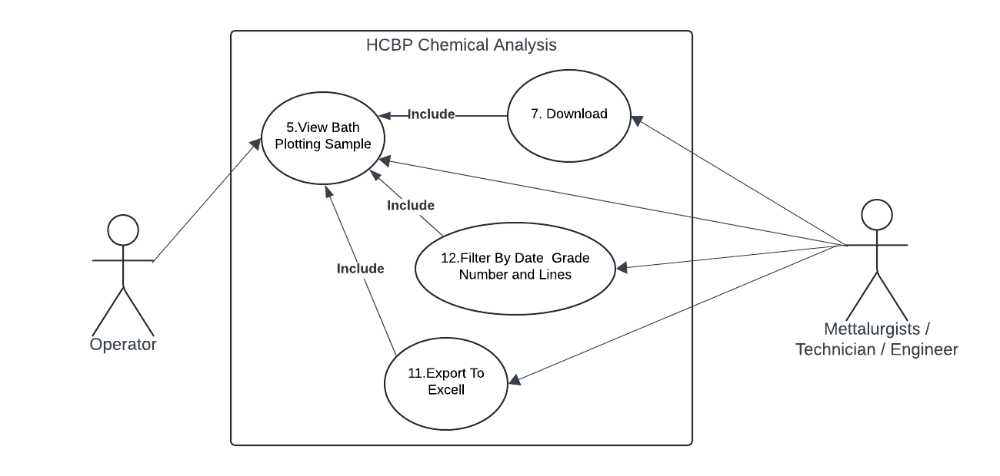 HCBP Chemical Analysis
5.View Bath
Plotting Sample
Include
7. Download
Include
12.Filter By Date  Grade
Number and Lines
Include
11.Export To
Excell
Operator
Mettalurgists /
Technician / Engineer